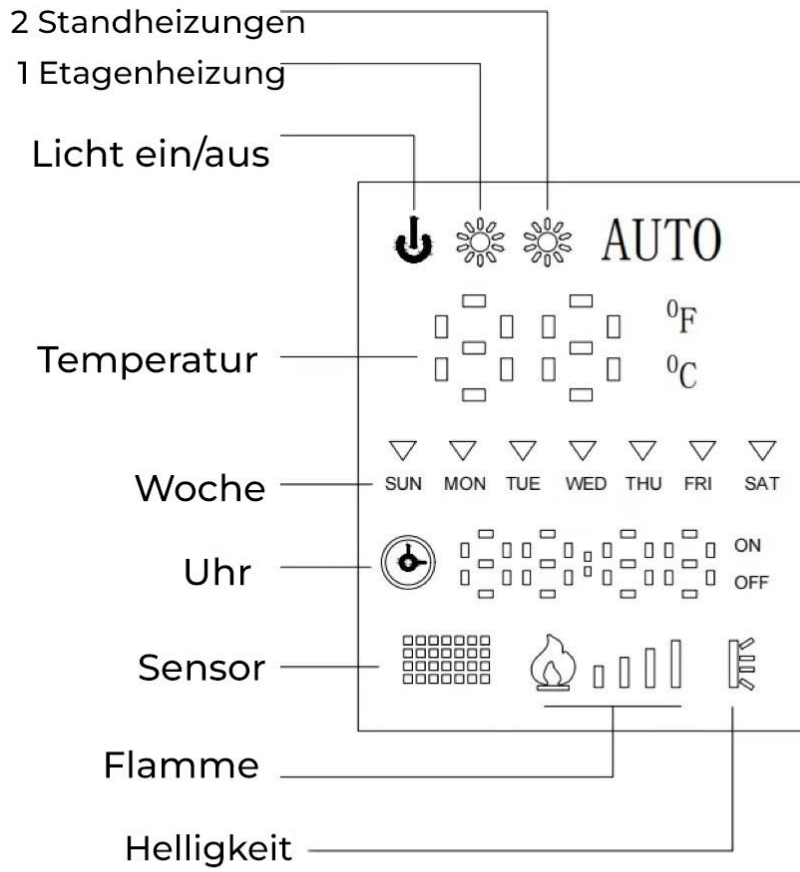 2 Standheizungen
1 Etagenheizung
Licht ein/aus
AUTO
⁰F
Temperatur
⁰C
Woche
SUN MON TUE WED THU FRI SAT
Uhr
ON
OFF
Sensor
Flamme
Helligkeit